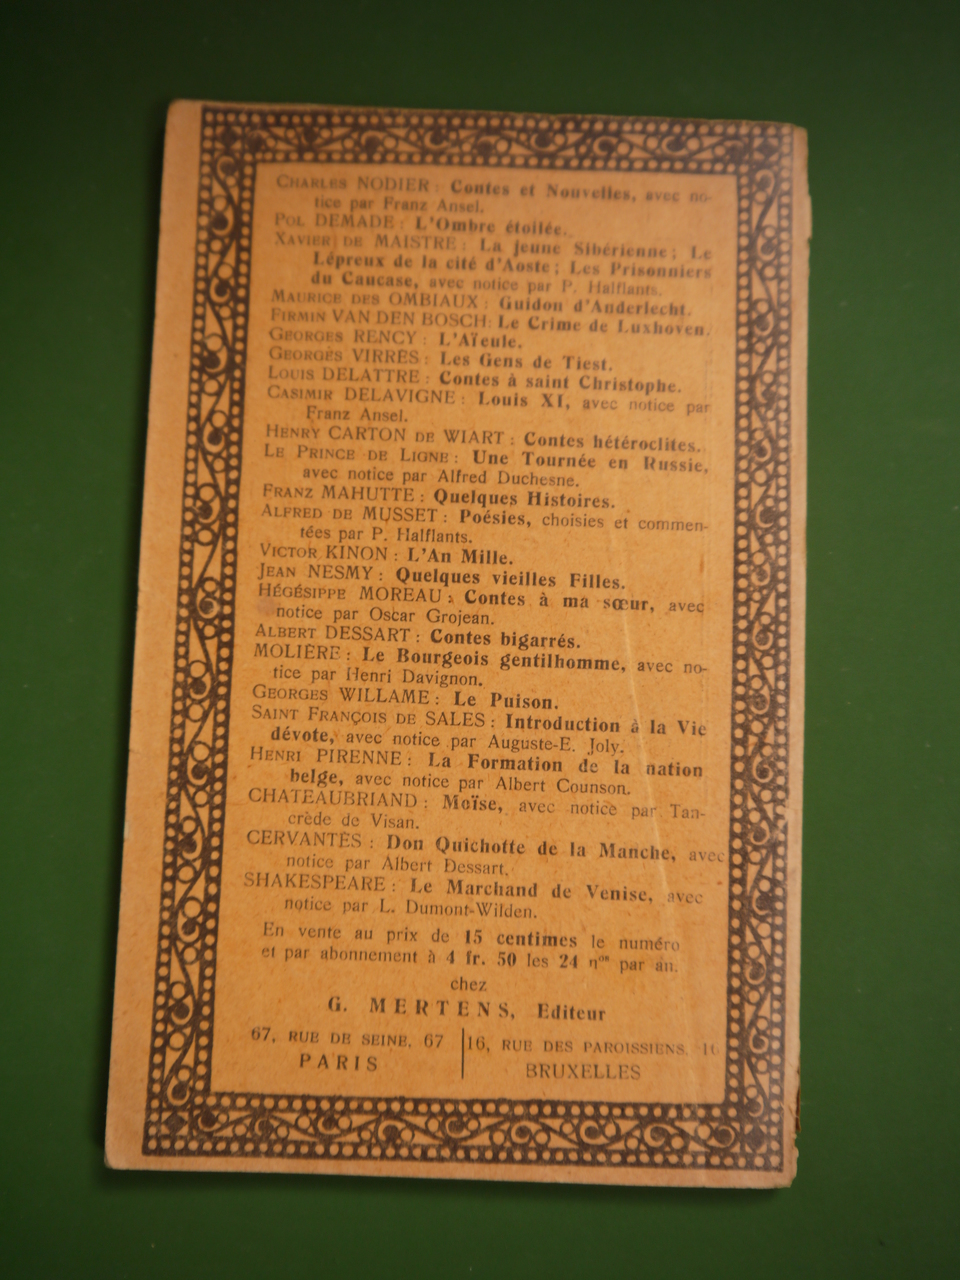 CHARLES NODIER : Contes et Nouvelles, avec no-
tice par Franz Ansel.
POL DEMADE : L'Ombre étoilée.
XAVIER DE MAISTRE : La jeune Sibérienne ; Le
Lépreux de la cité d'Aoste ; Les Prisonniers
du Caucase, avec notice par P. Halflants.
MAURICE DES OMBIAUX : Guidon d'Anderlecht.
FIRMIN VAN DEN BOSCH : Le Crime de Luxhoven.
GEORGES RENCY : L'Aïeule.
GEORGES VIRRÈS : Les Gens de Tiest.
LOUIS DELATTRE : Contes à saint Christophe.
CASIMIR DELAVIGNE : Louis XI, avec notice par
Franz Ansel.
HENRY CARTON DE WIART : Contes hétéroclites.
LE PRINCE DE LIGNE : Une Tournée en Russie,
avec notice par Alfred Duchesne.
FRANZ MAHUTTE : Quelques Histoires.
ALFRED DE MUSSET : Poésies, choisies et commen-
tées par P. Halflants.
VICTOR KINON : L'An Mille.
JEAN NESMY : Quelques vieilles Filles.
HÉGÉSIPPE MOREAU : Contes à ma sœur, avec
notice par Oscar Grojean.
ALBERT DESSART : Contes bigarrés.
MOLIÈRE : Le Bourgeois gentilhomme, avec no-
tice par Henri Davignon.
GEORGES WILLAME : Le Puison.
SAINT FRANÇOIS DE SALES : Introduction à la Vie
dévote, avec notice par Auguste-E. Joly.
HENRI PIRENNE : La Formation de la nation
belge, avec notice par Albert Counson.
CHATEAUBRIAND : Moïse, avec notice par Tan-
crède de Visan.
CERVANTÈS : Don Quichotte de la Manche, avec
notice par Albert Dessart.
SHAKESPEARE : Le Marchand de Venise, avec
notice par L. Dumont-Wilden.
En vente au prix de 15 centimes le numéro
et par abonnement à 4 fr. 50 les 24 nos par an.
chez
G. MERTENS, Editeur
67, RUE DE SEINE, 67
PARIS
16, RUE DES PAROISSIENS, 16
BRUXELLES